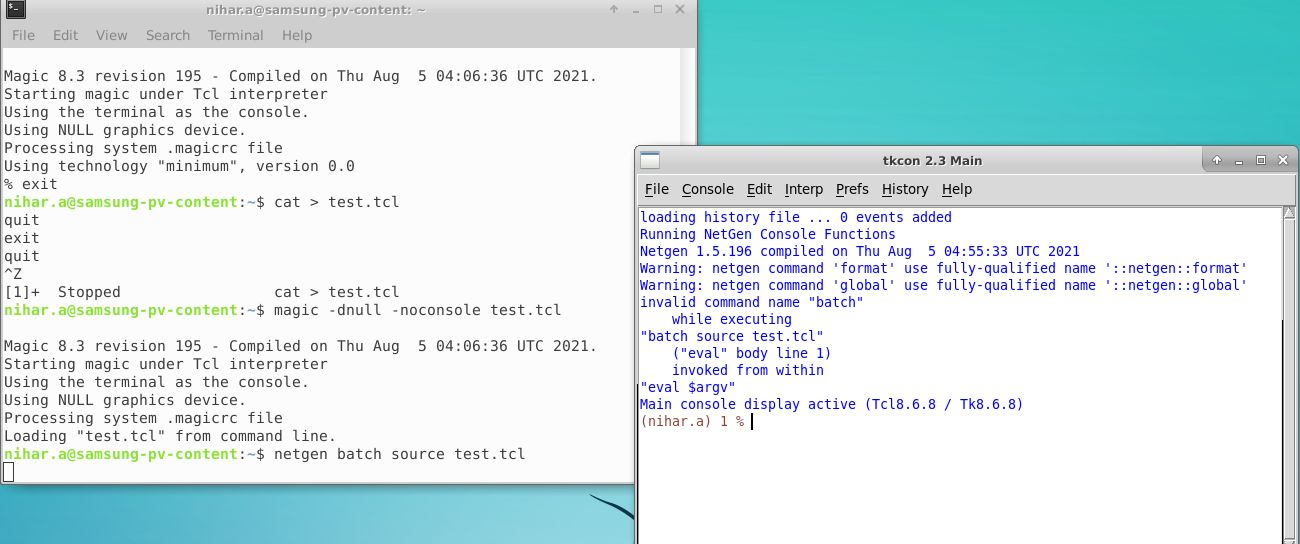 nihar.a@samsung-pv-content: ~
File Edit View Search Terminal Help
Magic 8.3 revision 195 - Compiled on Thu Aug  5 04:06:36 UTC 2021.
Starting magic under Tcl interpreter
Using the terminal as the console.
Using NULL graphics device.
Processing system .magicrc file
Using technology "minimum", version 0.0
% exit
nihar.a@samsung-pv-content:~$ cat > test.tcl
quit
exit
quit
^Z
[1]+  Stopped                 cat > test.tcl
nihar.a@samsung-pv-content:~$ magic -dnull -noconsole test.tcl
Magic 8.3 revision 195 - Compiled on Thu Aug  5 04:06:36 UTC 2021.
Starting magic under Tcl interpreter
Using the terminal as the console.
Using NULL graphics device.
Processing system .magicrc file
Loading "test.tcl" from command line.
nihar.a@samsung-pv-content:~$ netgen batch source test.tcl
tkcon 2.3 Main
File Console Edit Interp Prefs History Help
loading history file ... 0 events added
Running NetGen Console Functions
Netgen 1.5.196 compiled on Thu Aug  5 04:55:33 UTC 2021
Warning: netgen command 'format' use fully-qualified name '::netgen::format'
Warning: netgen command 'global' use fully-qualified name '::netgen::global'
invalid command name "batch"
    while executing
"batch source test.tcl"
    ("eval" body line 1)
    invoked from within
"eval $argv"
Main console display active (Tcl8.6.8 / Tk8.6.8)
(nihar.a) 1 %